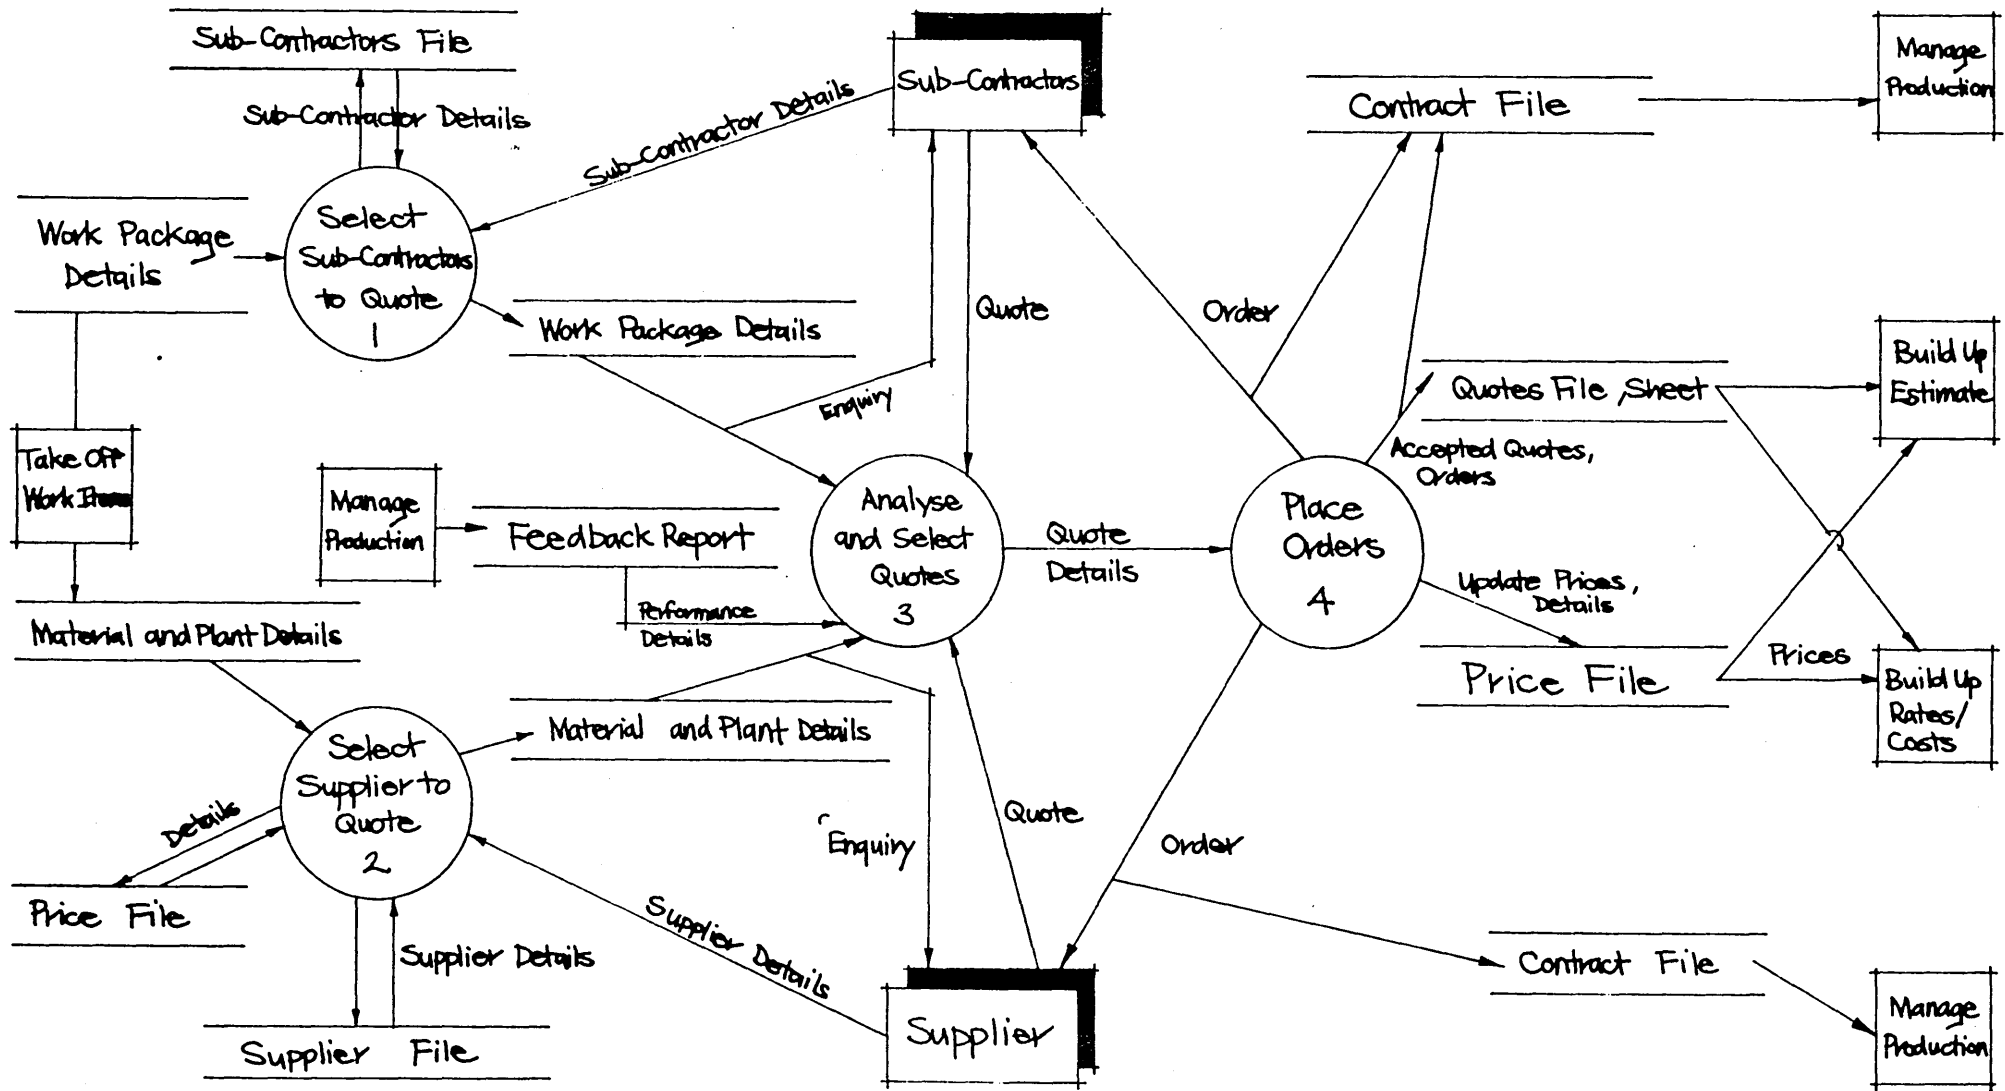 Sub-Contractors File
Sub-Contractors
Manage
Production
Contract File
Sub-Contractor Details
Sub-Contractor Details
Select
Sub-Contractors
to Quote
1
Work Package
Details
Work Package Details
Quote
Order
Enquiry
Quotes File, Sheet
Build Up
Estimate
Accepted Quotes,
Orders
Take Off
Work Items
Manage
Production
Feedback Report
Analyse
and Select
Quotes
3
Quote
Details
Place
Orders
4
Performance
Details
Update Prices,
Details
Material and Plant Details
Price File
Prices
Build Up
Rates/
Costs
Material and Plant Details
Select
Supplier to
Quote
2
Details
Enquiry
Quote
Order
Price File
Supplier Details
Supplier Details
Contract File
Manage
Production
Supplier File
Supplier